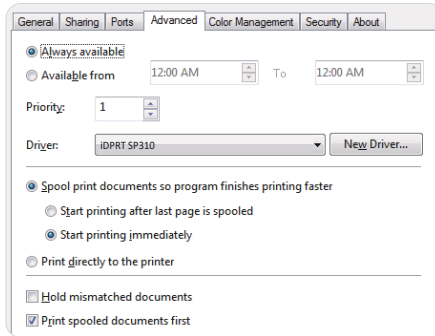 General Sharing Ports Advanced Color Management Security About
Always available
Available from 12:00 AM To 12:00 AM
Priority: 1
Driver: iDPRT SP310 New Driver...
Spool print documents so program finishes printing faster
Start printing after last page is spooled
Start printing immediately
Print directly to the printer
Hold mismatched documents
Print spooled documents first